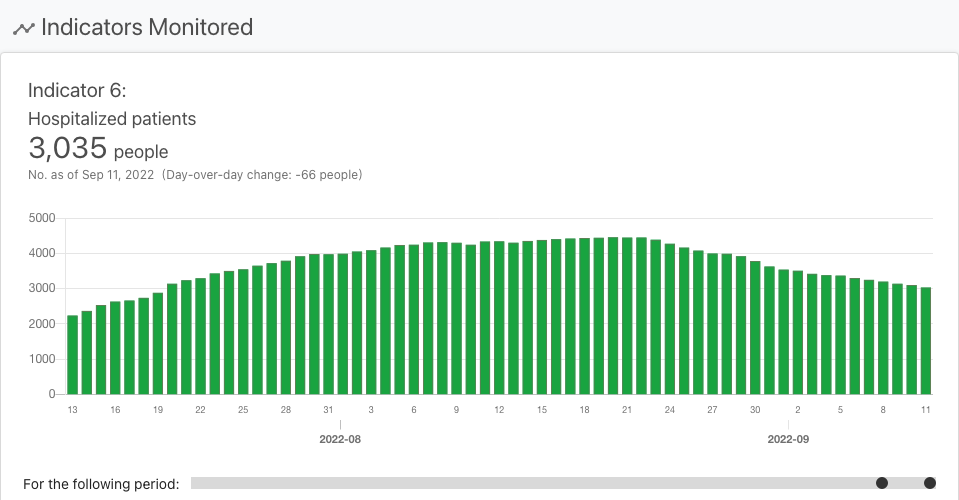 Indicators Monitored
Indicator 6:
Hospitalized patients
3,035 people
No. as of Sep 11, 2022 (Day-over-day change: -66 people)
5000
4000
3000
2000
1000
0
13 16 19 22 25 28 31 3 6 9 12 15 18 21 24 27 30 2 5 8 11
2022-08 2022-09
For the following period: